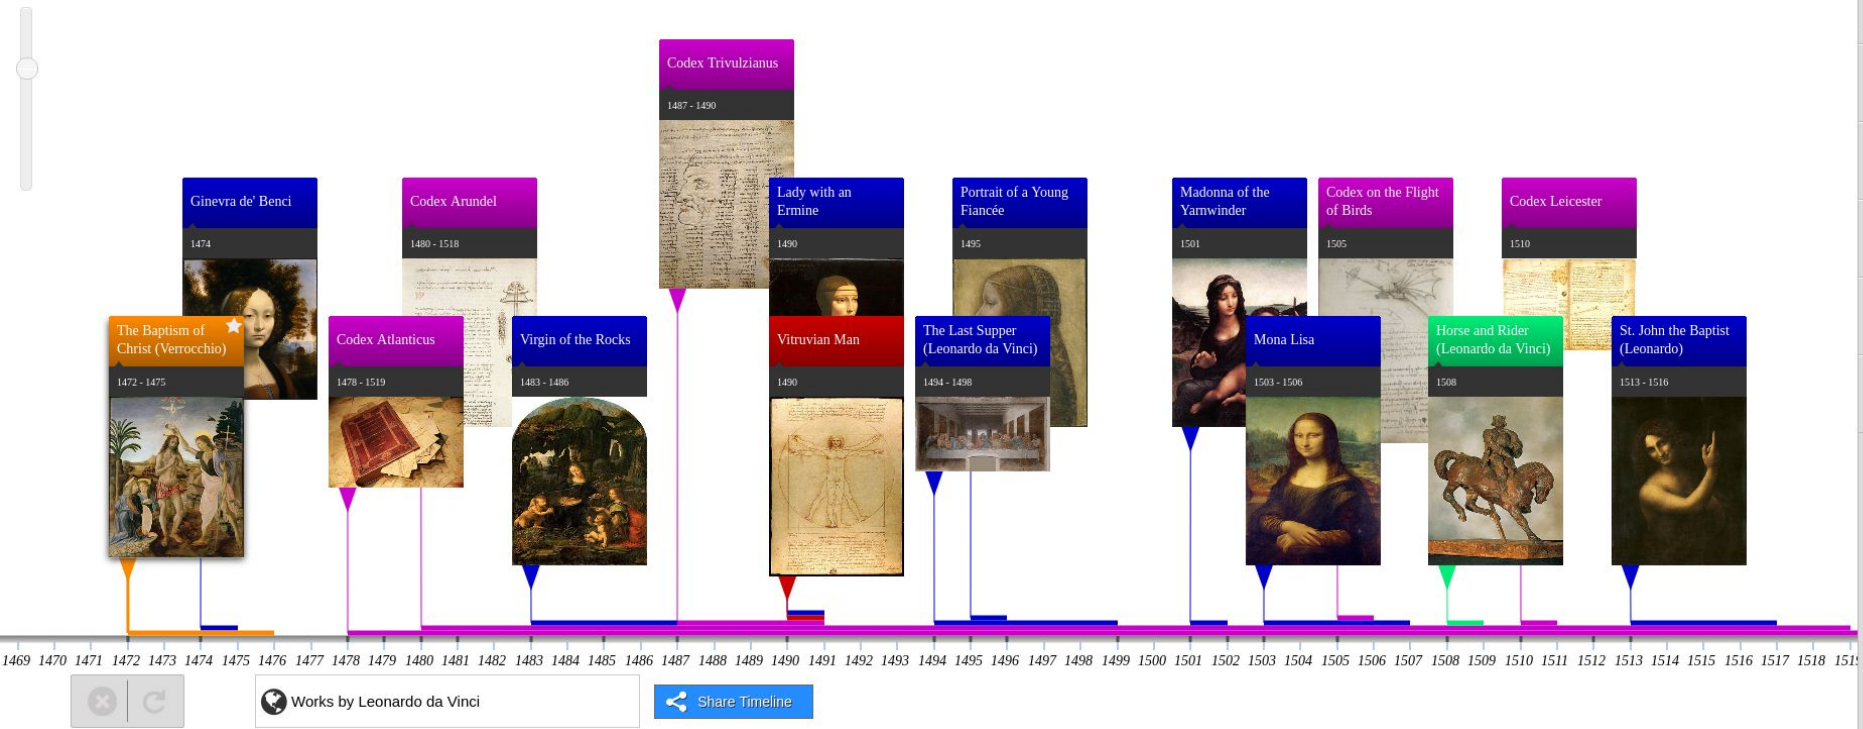 Codex Trivulzianus
1487 - 1490
Ginevra de' Benci
1474
Codex Arundel
1480 - 1518
Lady with an
Ermine
1490
Portrait of a Young
Fiancée
1495
Madonna of the
Yarnwinder
1501
Codex on the Flight
of Birds
1505
Codex Leicester
1510
The Baptism of
Christ (Verrocchio)
1472 - 1475
Codex Atlanticus
1478 - 1519
Virgin of the Rocks
1483 - 1486
Vitruvian Man
1490
The Last Supper
(Leonardo da Vinci)
1494 - 1498
Mona Lisa
1503 - 1506
Horse and Rider
(Leonardo da Vinci)
1508
St. John the Baptist
(Leonardo)
1513 - 1516
1469 1470 1471 1472 1473 1474 1475 1476 1477 1478 1479 1480 1481 1482 1483 1484 1485 1486 1487 1488 1489 1490 1491 1492 1493 1494 1495 1496 1497 1498 1499 1500 1501 1502 1503 1504 1505 1506 1507 1508 1509 1510 1511 1512 1513 1514 1515 1516 1517 1518
Works by Leonardo da Vinci
Share Timeline